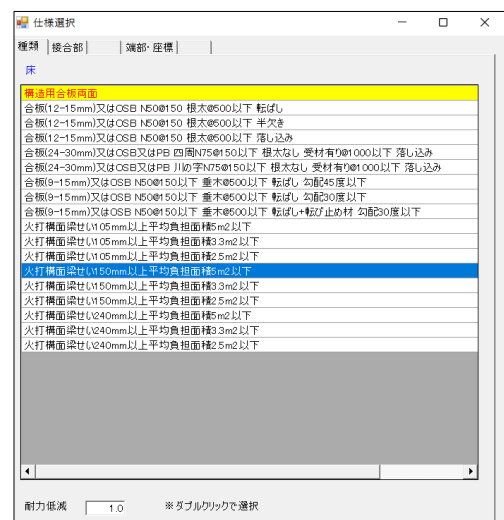 仕様選択
種類 接合部 端部・座標
床
構造用合板両面
合板(12-15mm)又はOSB N50@150 根太@500以下 転ばし
合板(12-15mm)又はOSB N50@150 根太@500以下 半欠き
合板(12-15mm)又はOSB N50@150 根太@500以下 落し込み
合板(24-30mm)又はOSB又はPB 四周N75@150以下 根太なし 受材有り@1000以下 落し込み
合板(24-30mm)又はOSB又はPB 川の字N75@150以下 根太なし 受材有り@1000以下 落し込み
合板(9-15mm)又はOSB N50@150以下 垂木@500以下 転ばし 勾配45度以下
合板(9-15mm)又はOSB N50@150以下 垂木@500以下 転ばし 勾配30度以下
合板(9-15mm)又はOSB N50@150以下 垂木@500以下 転ばし+転び止め材 勾配30度以下
火打構面梁せい105mm以上平均負担面積5m2以下
火打構面梁せい105mm以上平均負担面積3.3m2以下
火打構面梁せい105mm以上平均負担面積2.5m2以下
火打構面梁せい150mm以上平均負担面積5m2以下
火打構面梁せい150mm以上平均負担面積3.3m2以下
火打構面梁せい150mm以上平均負担面積2.5m2以下
火打構面梁せい240mm以上平均負担面積5m2以下
火打構面梁せい240mm以上平均負担面積3.3m2以下
火打構面梁せい240mm以上平均負担面積2.5m2以下
耐力低減 1.0 ※ダブルクリックで選択